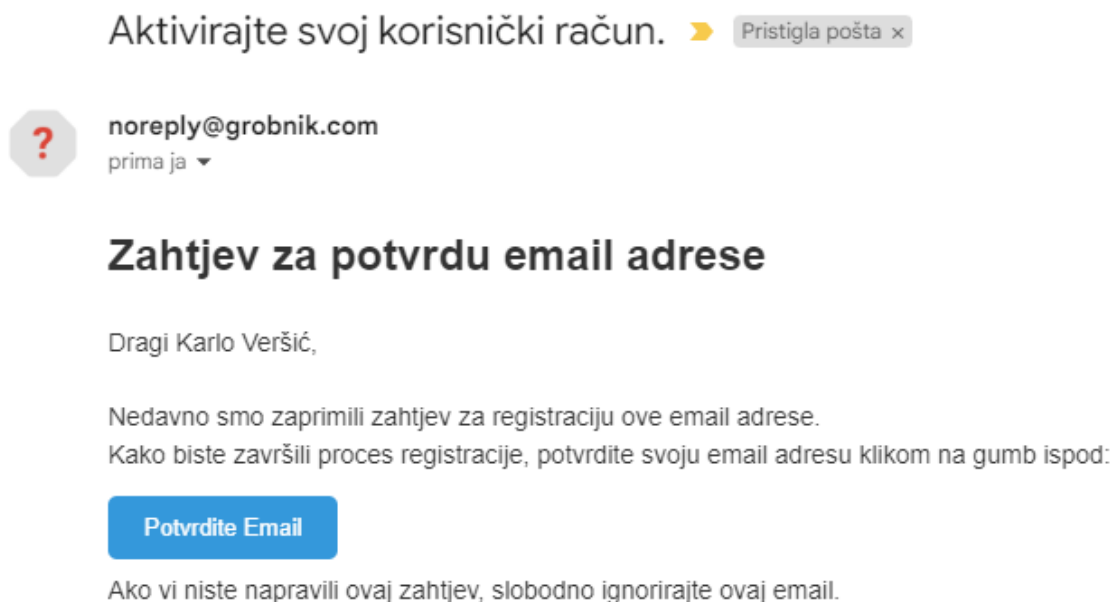 Aktivirajte svoj korisnički račun.
Pristigla pošta ×
?
noreply@grobnik.com
prima ja
Zahtjev za potvrdu email adrese
Dragi Karlo Veršić,
Nedavno smo zaprimili zahtjev za registraciju ove email adrese.
Kako biste završili proces registracije, potvrdite svoju email adresu klikom na gumb ispod:
Potvrdite Email
Ako vi niste napravili ovaj zahtjev, slobodno ignorirajte ovaj email.